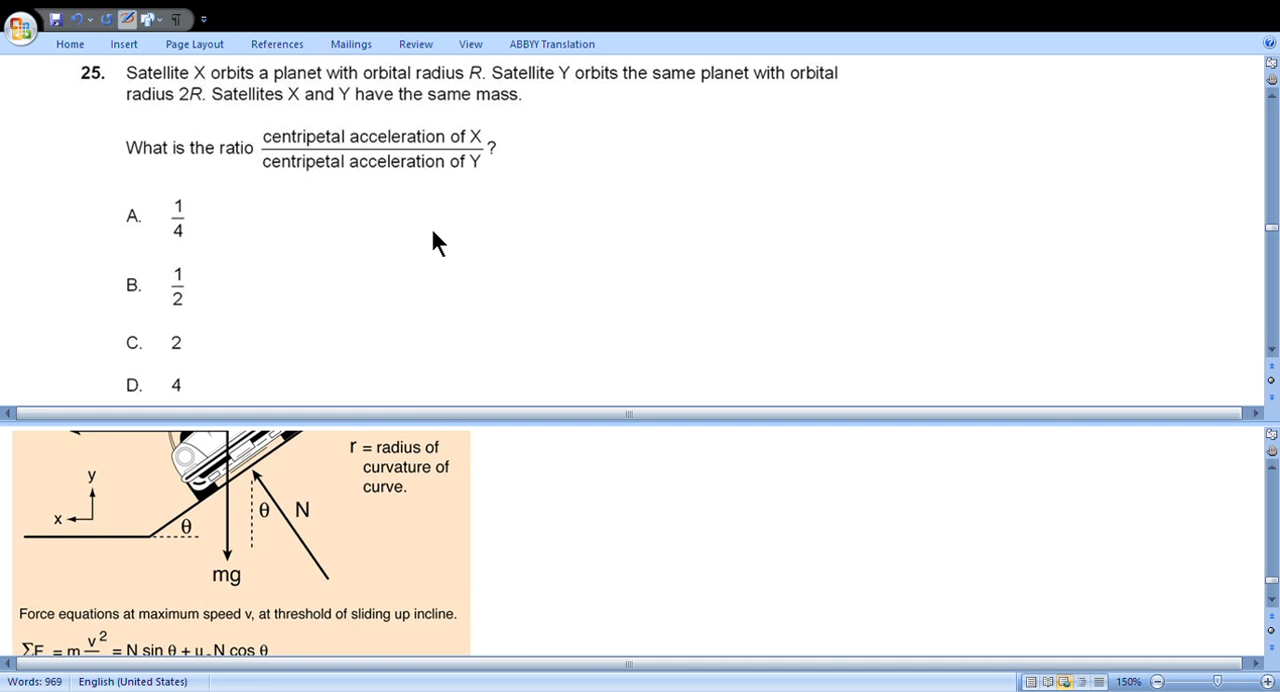 Home Insert Page Layout References Mailings Review View ABBYY Translation
25. Satellite X orbits a planet with orbital radius R. Satellite Y orbits the same planet with orbital
radius 2R. Satellites X and Y have the same mass.
What is the ratio centripetal acceleration of X / centripetal acceleration of Y ?
A. 1/4
B. 1/2
C. 2
D. 4
r = radius of
curvature of
curve.
y
x
θ
θ N
mg
Force equations at maximum speed v, at threshold of sliding up incline.
= m v² = N sin θ + N cos θ
Words: 969 English (United States) 150%